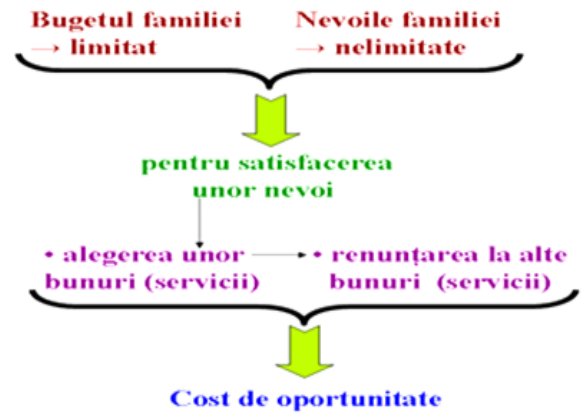 Bugetul familiei
→ limitat
Nevoile familiei
→ nelimitate
pentru satisfacerea
unor nevoi
• alegerea unor
bunuri (servicii)
• renunțarea la alte
bunuri (servicii)
Cost de oportunitate